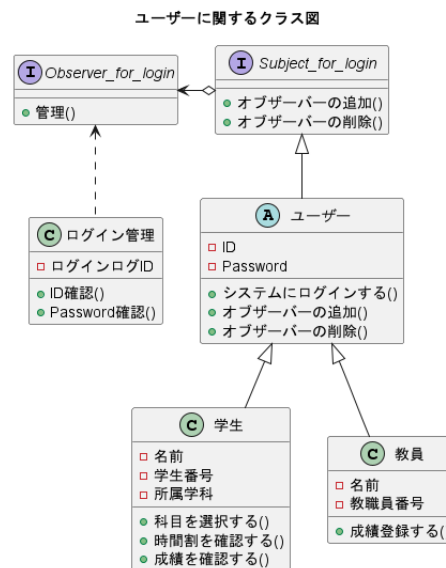 ユーザーに関するクラス図
I Observer_for_login
管理()
I Subject_for_login
オブザーバーの追加()
オブザーバーの削除()
C ログイン管理
ログインログID
ID確認()
Password確認()
A ユーザー
ID
Password
システムにログインする()
オブザーバーの追加()
オブザーバーの削除()
C 学生
名前
学生番号
所属学科
科目を選択する()
時間割を確認する()
成績を確認する()
C 教員
名前
教職員番号
成績登録する()